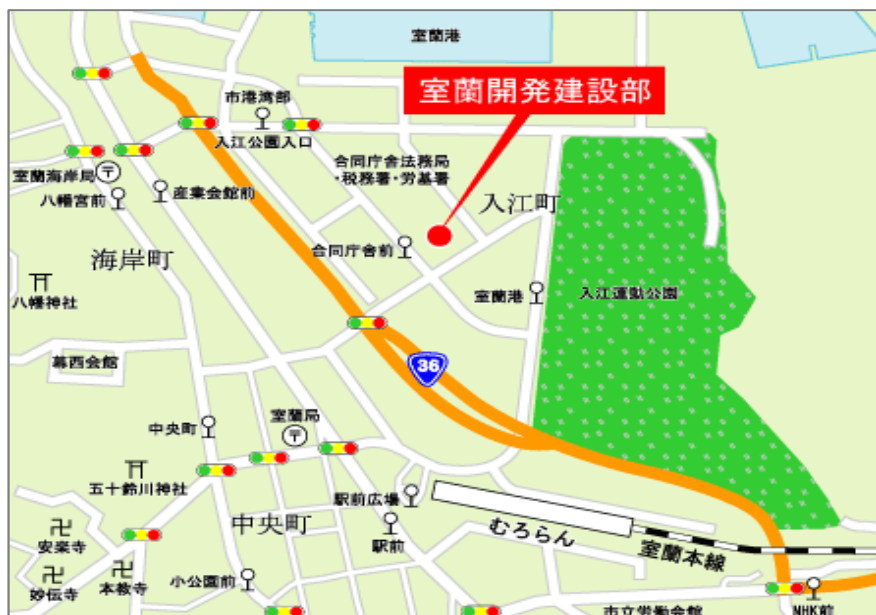 室蘭港
室蘭開発建設部
市港湾部
入江公園入口
合同庁舎法務局
・税務署・労基署
室蘭海岸局
八幡宮前
産業会館前
入江町
海岸町
合同庁舎前
八幡神社
室蘭港
入江運動公園
幕西会館
36
中央町
室蘭局
五十鈴川神社
駅前広場
中央町
むろらん
安楽寺
駅前
室蘭本線
妙伝寺
本教寺
小公園前
市立労働会館
NHK前